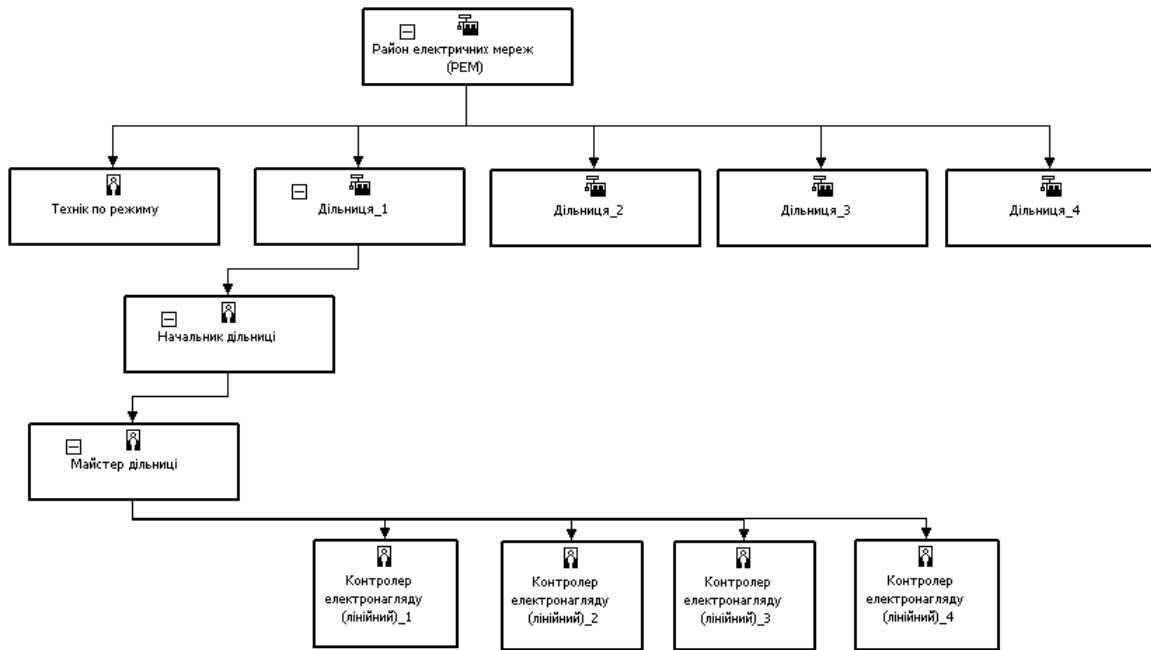 Район електричних мереж
(РЕМ)
Технік по режиму
Дільниця_1
Дільниця_2
Дільниця_3
Дільниця_4
Начальник дільниці
Майстер дільниці
Контролер
електронагляду
(лінійний)_1
Контролер
електронагляду
(лінійний)_2
Контролер
електронагляду
(лінійний)_3
Контролер
електронагляду
(лінійний)_4